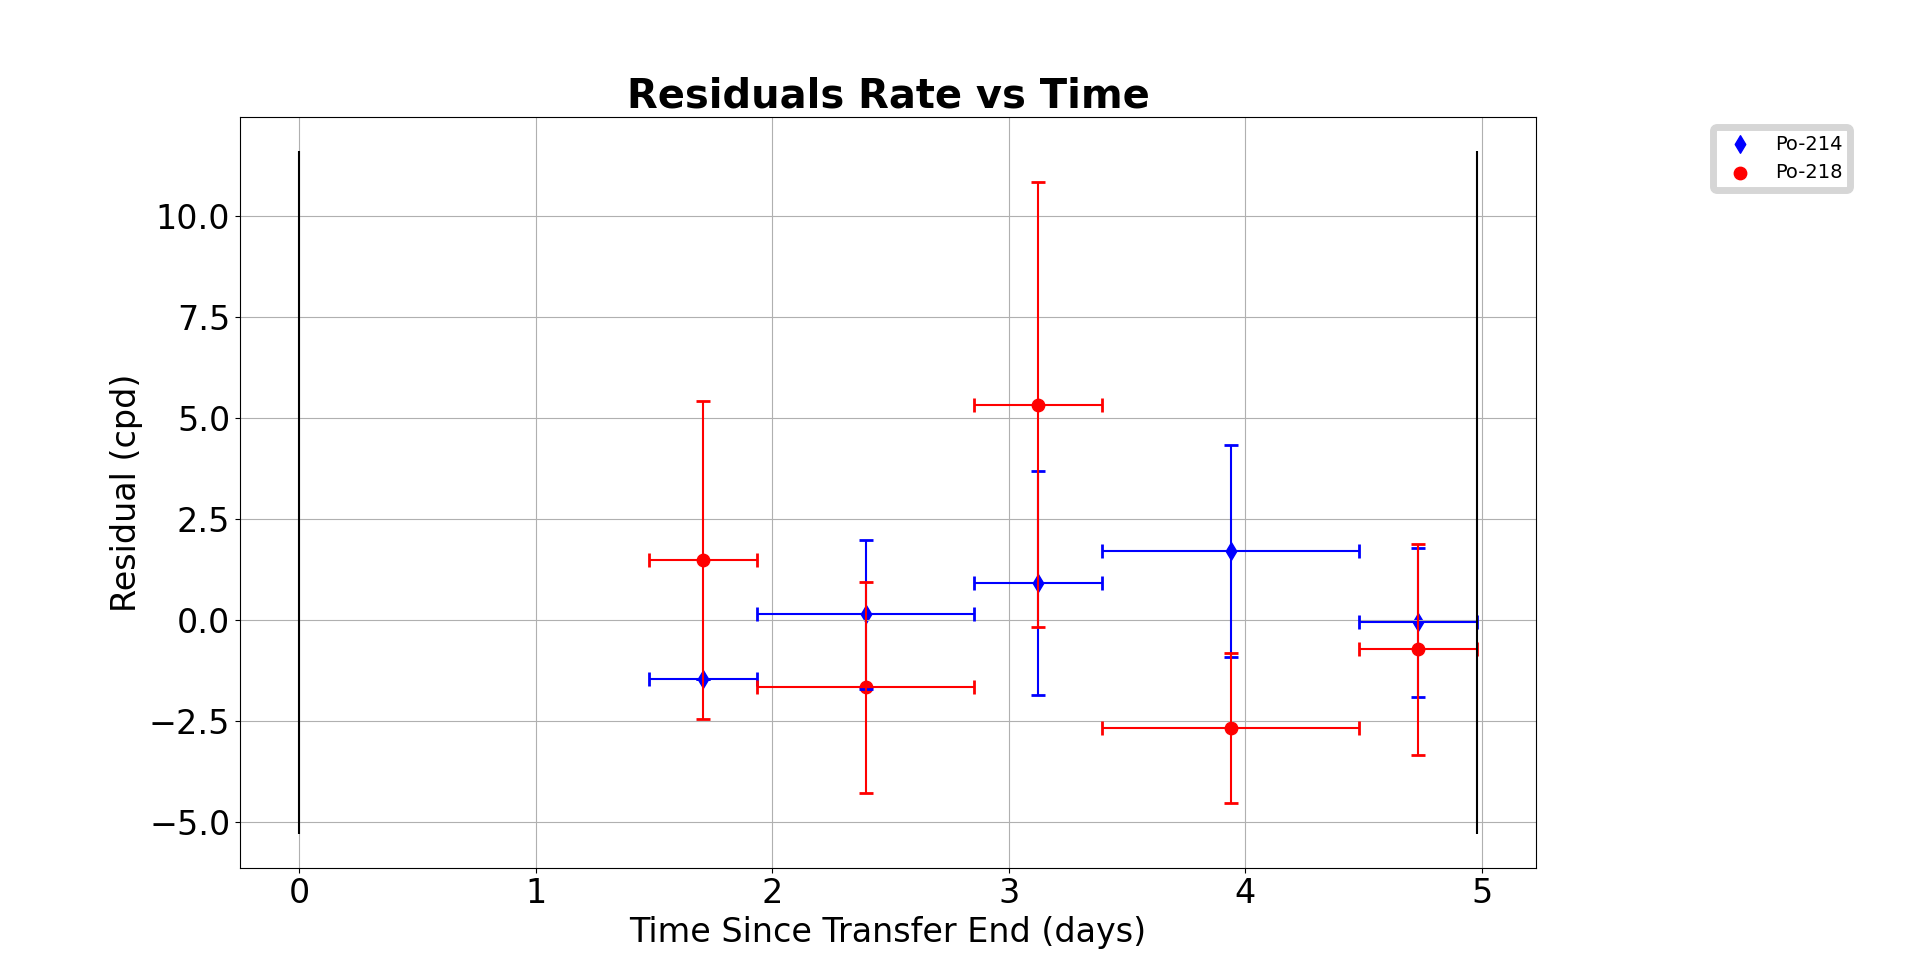 Residuals Rate vs Time
Po-214
Po-218
10.0
7.5
5.0
2.5
0.0
−2.5
−5.0
Residual (cpd)
0 1 2 3 4 5
Time Since Transfer End (days)